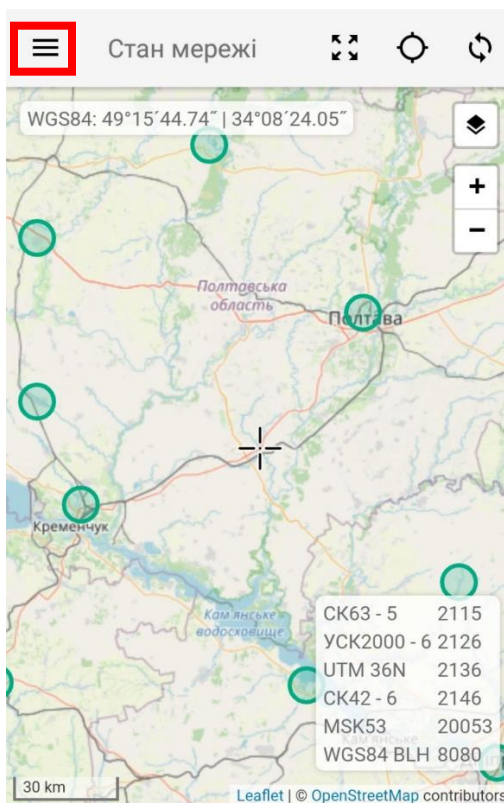 Стан мережі
WGS84: 49°15´44.74˝ | 34°08´24.05˝
+
−
Полтавська
область
Полтава
Кременчук
Кам'янське
водосховище
СК63 - 5 2115
УСК2000 - 6 2126
UTM 36N 2136
СК42 - 6 2146
MSK53 20053
WGS84 BLH 8080
30 km
Leaflet | © OpenStreetMap contributors